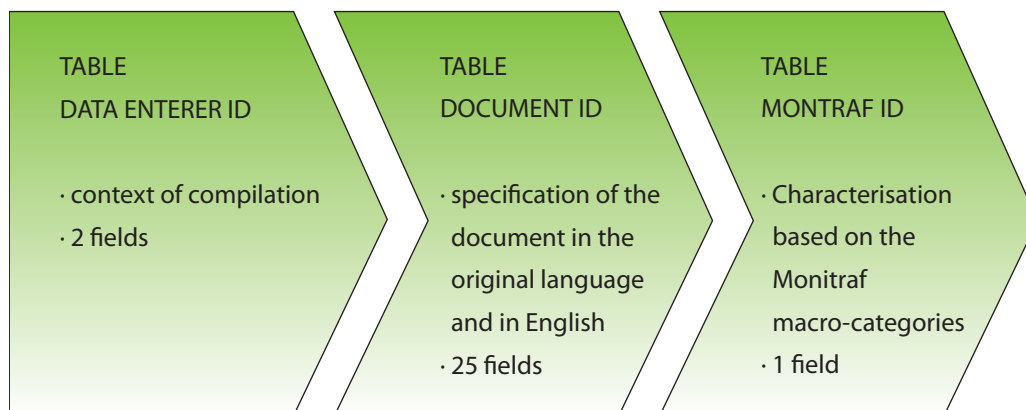 TABLE
DATA ENTERER ID
· context of compilation
· 2 fields
TABLE
DOCUMENT ID
· specification of the
document in the
original language
and in English
· 25 fields
TABLE
MONTRAF ID
· Characterisation
based on the
Monitraf
macro-categories
· 1 field